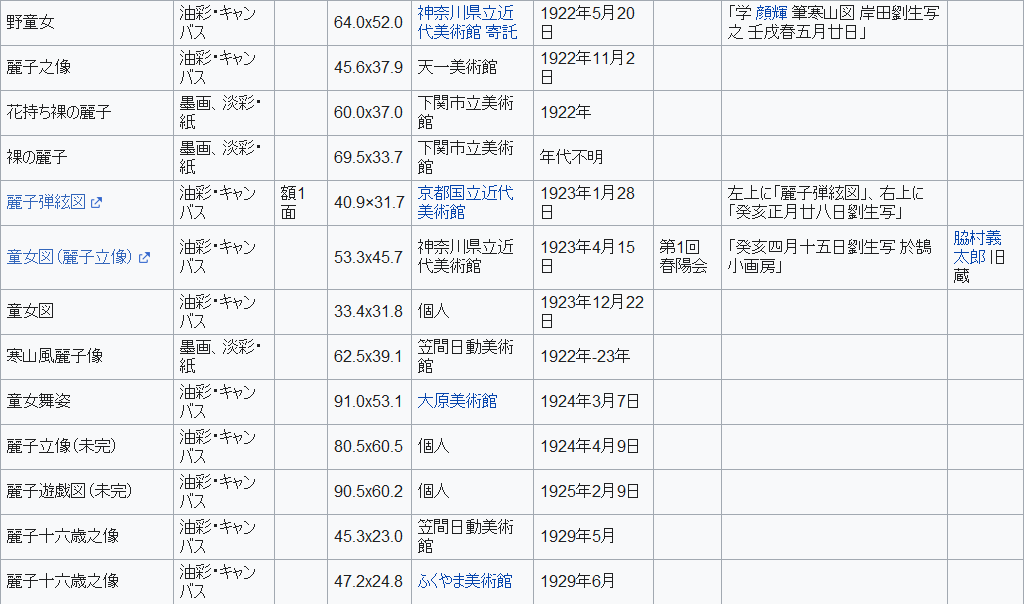 野童女 油彩・キャンバス 64.0x52.0 神奈川県立近代美術館 寄託 1922年5月20日 「学 顔輝 筆寒山図 岸田劉生写之 壬戌春五月廿日」
麗子之像 油彩・キャンバス 45.6x37.9 天一美術館 1922年11月2日
花持ち裸の麗子 墨画、淡彩・紙 60.0x37.0 下関市立美術館 1922年
裸の麗子 墨画、淡彩・紙 69.5x33.7 下関市立美術館 年代不明
麗子弾絃図 油彩・キャンバス 額1面 40.9×31.7 京都国立近代美術館 1923年1月28日 左上に「麗子弾絃図」、右上に「癸亥正月廿八日劉生写」
童女図(麗子立像) 油彩・キャンバス 53.3x45.7 神奈川県立近代美術館 1923年4月15日 第1回春陽会 「癸亥四月十五日劉生写 於鵠小画房」 脇村義太郎 旧蔵
童女図 油彩・キャンバス 33.4x31.8 個人 1923年12月22日
寒山風麗子像 墨画、淡彩・紙 62.5x39.1 笠間日動美術館 1922年-23年
童女舞姿 油彩・キャンバス 91.0x53.1 大原美術館 1924年3月7日
麗子立像(未完) 油彩・キャンバス 80.5x60.5 個人 1924年4月9日
麗子遊戯図(未完) 油彩・キャンバス 90.5x60.2 個人 1925年2月9日
麗子十六歳之像 油彩・キャンバス 45.3x23.0 笠間日動美術館 1929年5月
麗子十六歳之像 油彩・キャンバス 47.2x24.8 ふくやま美術館 1929年6月